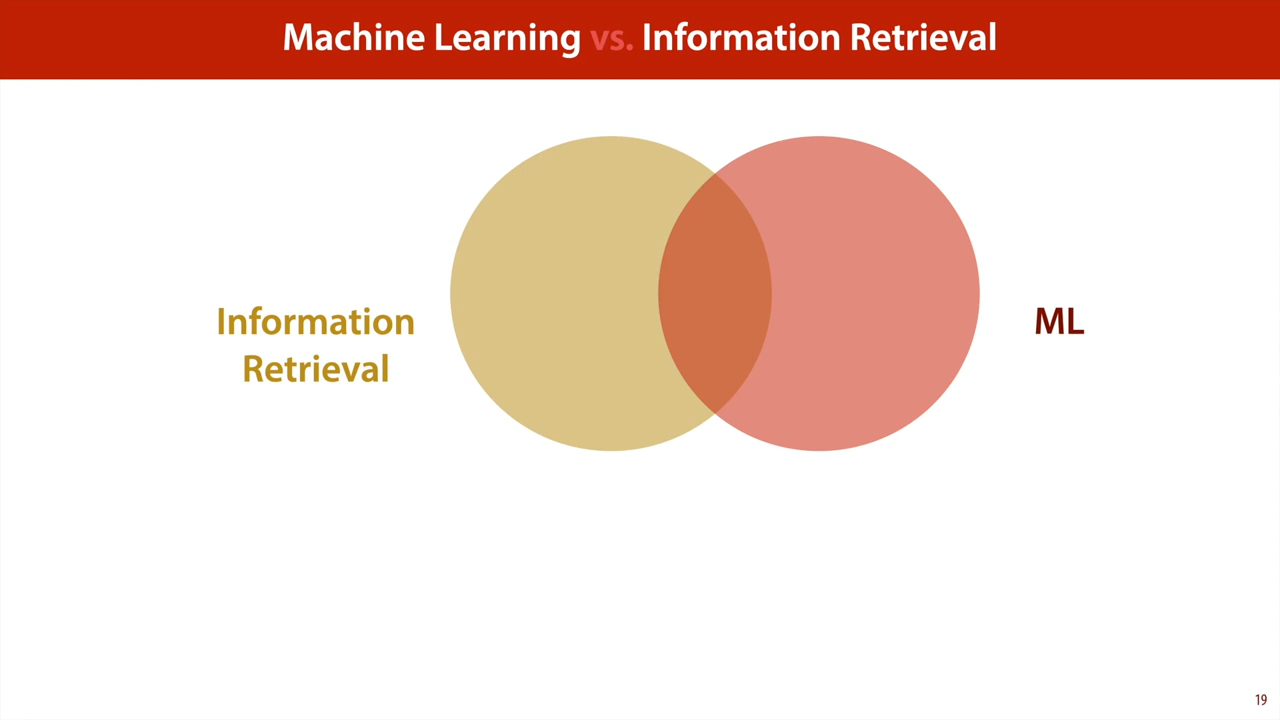 Machine Learning vs. Information Retrieval
Information
Retrieval
ML
19